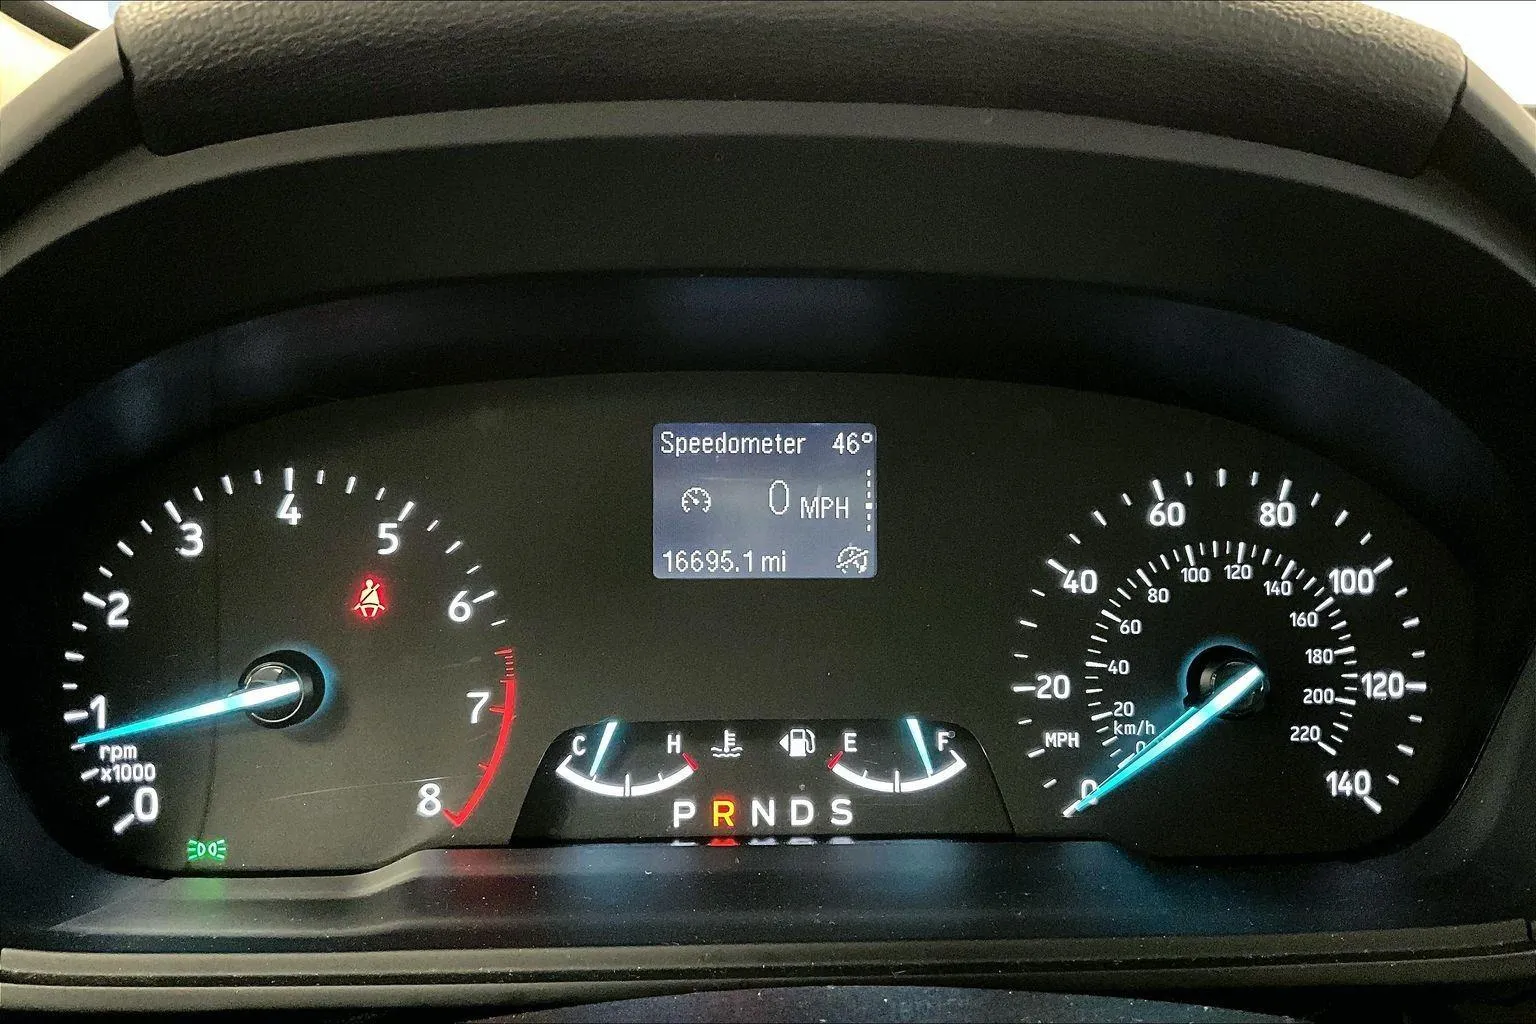 Speedometer 46°
0 MPH
16695.1 mi
0 1 2 3 4 5 6 7 8
rpm
x1000
C H E F
P R N D S
0 20 40 60 80 100 120 140
MPH
0 20 40 60 80 100 120 140 160 180 200 220
km/h